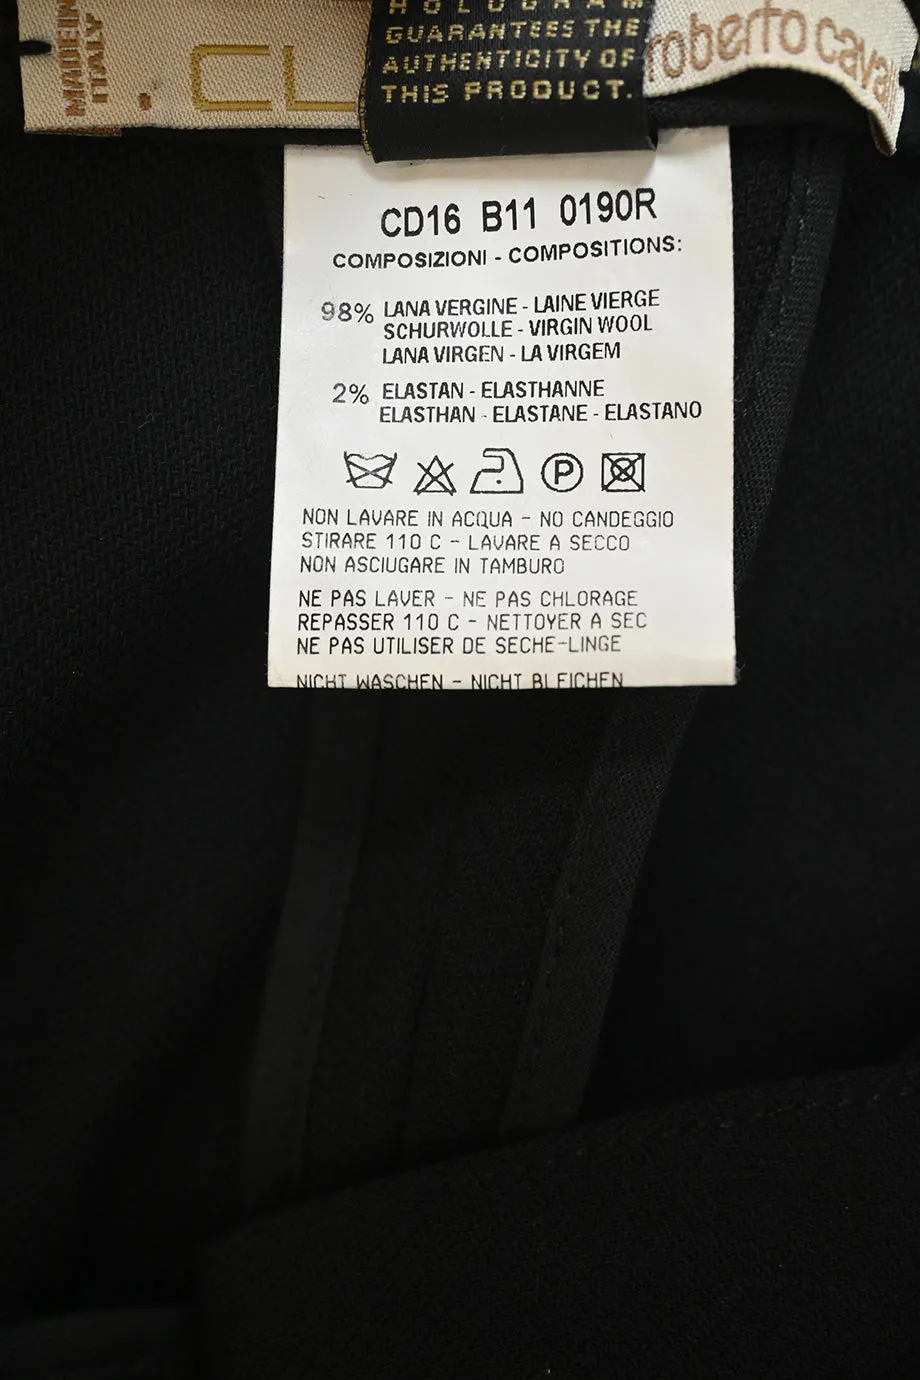 MADE IN
ITALY
CL
HOLOGRAM
GUARANTEES THE
AUTHENTICITY OF
THIS PRODUCT.
roberto cavalli
CD16 B11 0190R
COMPOSIZIONI - COMPOSITIONS:
98% LANA VERGINE - LAINE VIERGE
SCHURWOLLE - VIRGIN WOOL
LANA VIRGEN - LA VIRGEM
2% ELASTAN - ELASTHANNE
ELASTHAN - ELASTANE - ELASTANO
P
NON LAVARE IN ACQUA - NO CANDEGGIO
STIRARE 110 C - LAVARE A SECCO
NON ASCIUGARE IN TAMBURO
NE PAS LAVER - NE PAS CHLORAGE
REPASSER 110 C - NETTOYER A SEC
NE PAS UTILISER DE SECHE-LINGE
NICHT WASCHEN - NICHT BLEICHEN